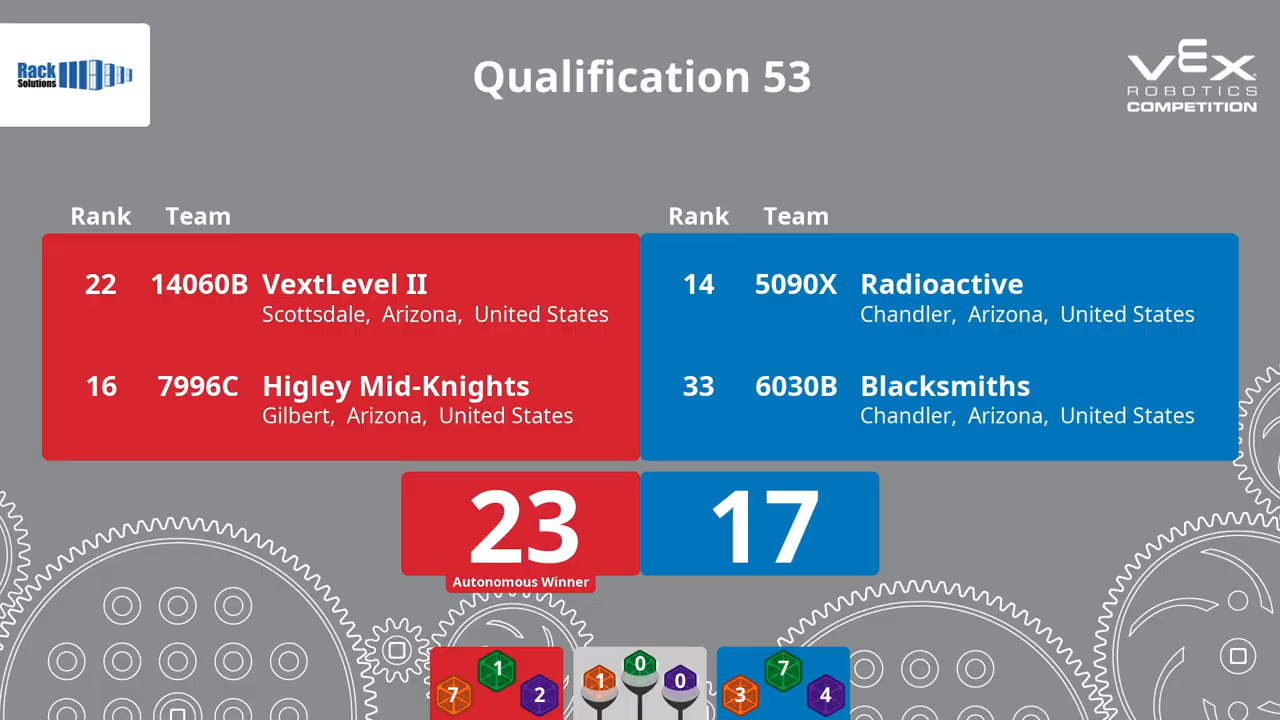 Rack
Solutions
Qualification 53
VEX
ROBOTICS
COMPETITION
Rank Team
Rank Team
22 14060B VextLevel II
Scottsdale, Arizona, United States
16 7996C Higley Mid-Knights
Gilbert, Arizona, United States
14 5090X Radioactive
Chandler, Arizona, United States
33 6030B Blacksmiths
Chandler, Arizona, United States
23
17
Autonomous Winner
1
7 2
0
1 0
7
3 4